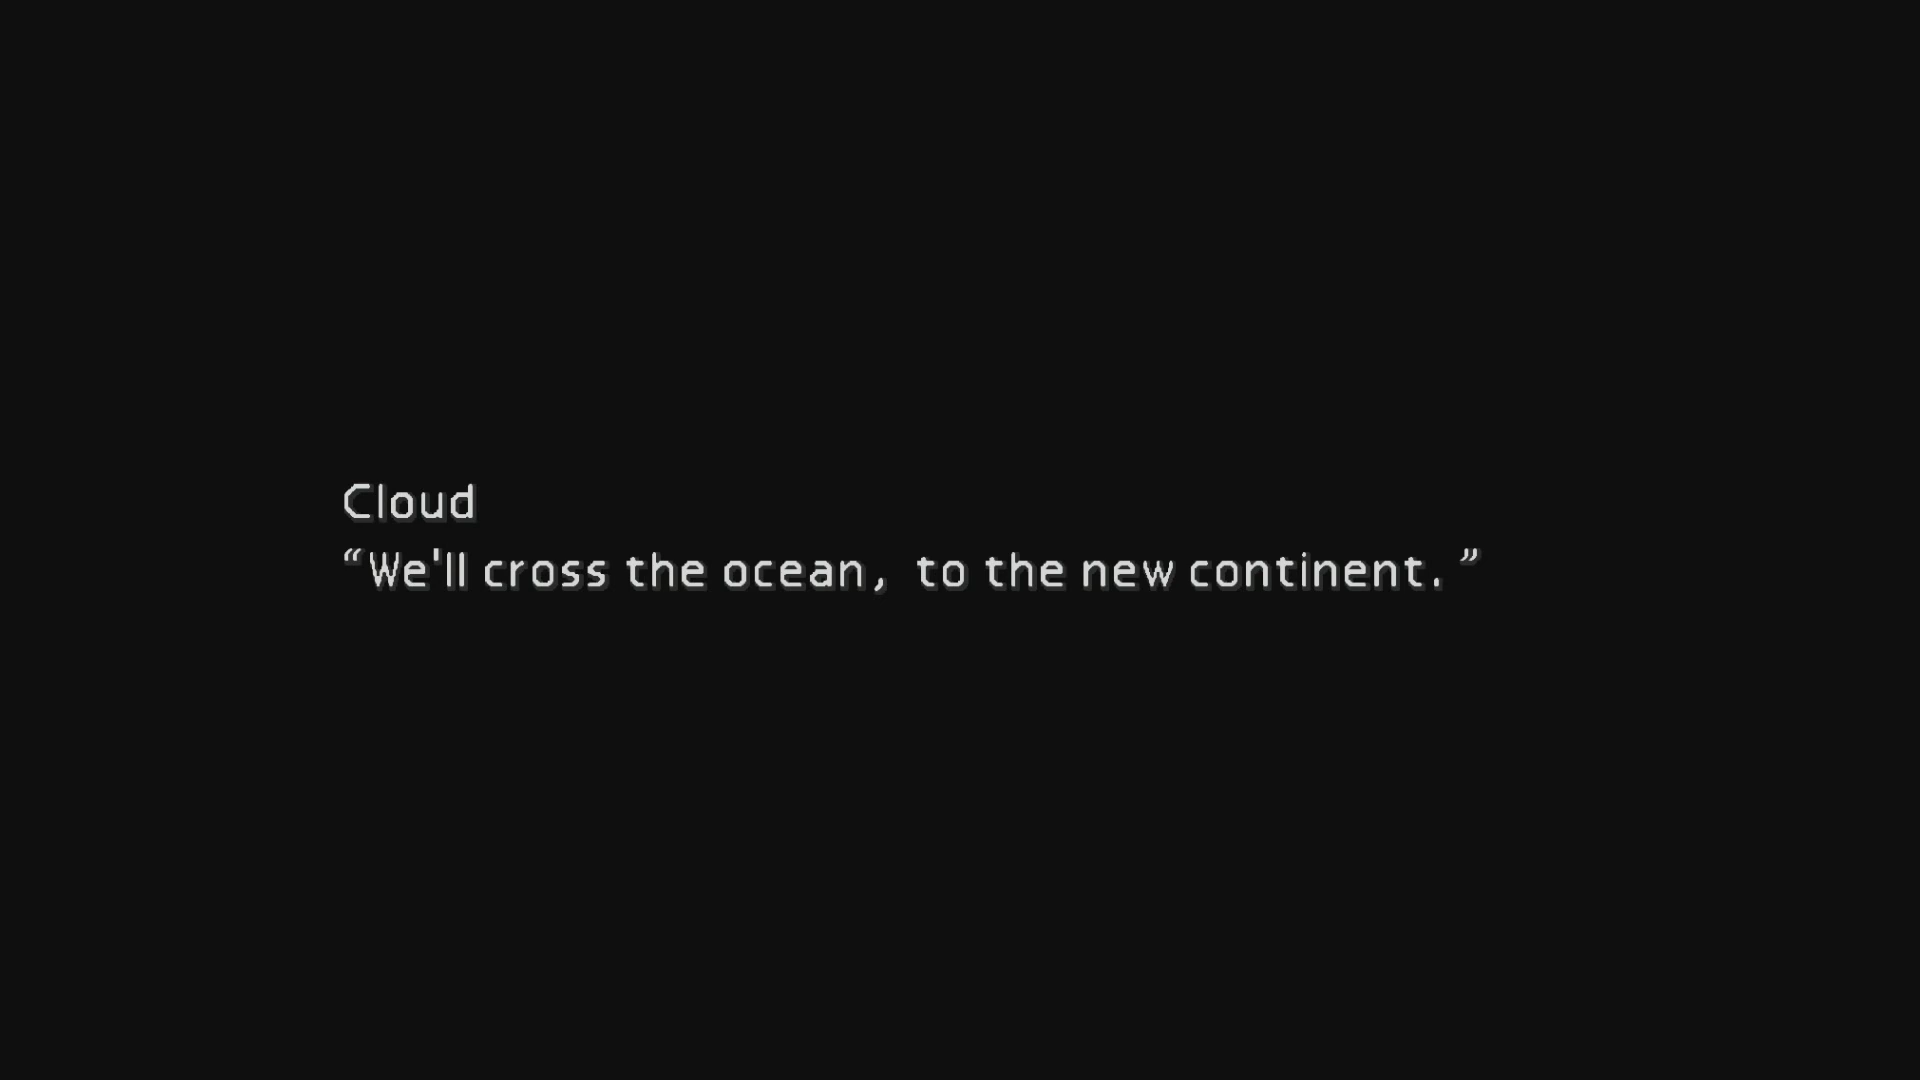 Cloud
“We'll cross the ocean, to the new continent.”